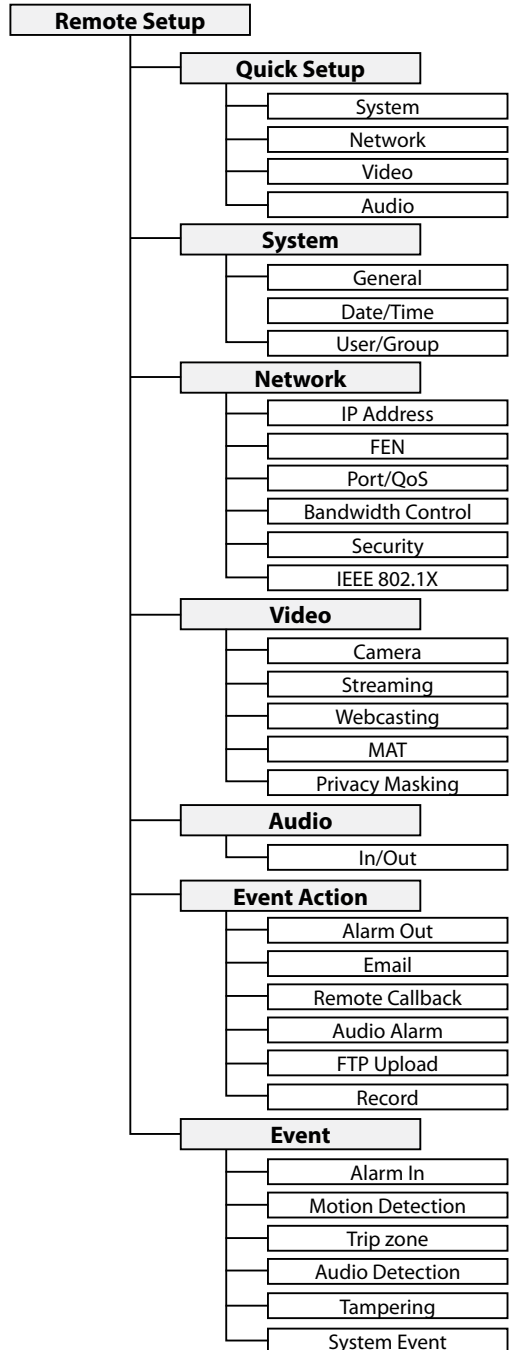 Remote Setup
Quick Setup
System
Network
Video
Audio
System
General
Date/Time
User/Group
Network
IP Address
FEN
Port/QoS
Bandwidth Control
Security
IEEE 802.1X
Video
Camera
Streaming
Webcasting
MAT
Privacy Masking
Audio
In/Out
Event Action
Alarm Out
Email
Remote Callback
Audio Alarm
FTP Upload
Record
Event
Alarm In
Motion Detection
Trip zone
Audio Detection
Tampering
System Event